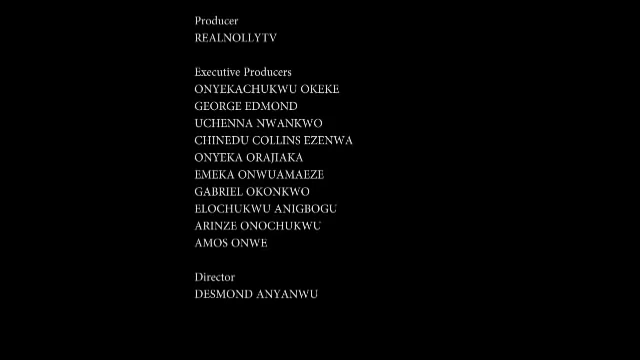 Producer
REALNOLLYTV
Executive Producers
ONYEKACHUKWU OKEKE
GEORGE EDMOND
UCHENNA NWANKWO
CHINEDU COLLINS EZENWA
ONYEKA ORAJIAKA
EMEKA ONWUAMAEZE
GABRIEL OKONKWO
ELOCHUKWU ANIGBOGU
ARINZE ONOCHUKWU
AMOS ONWE
Director
DESMOND ANYANWU